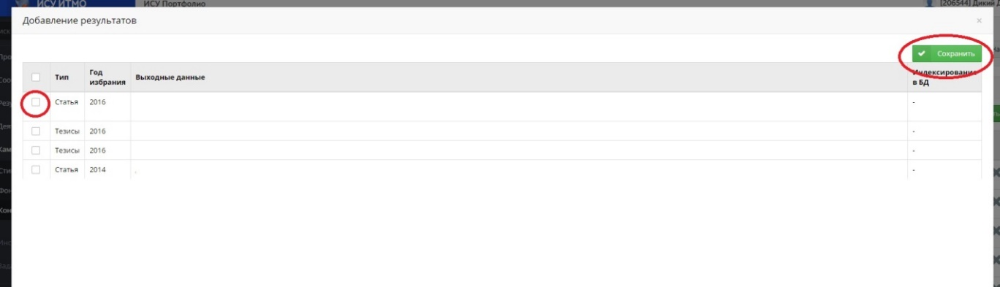 ИСУ ИТМО
ИСУ Портфолио
[206544] Дикий Д
Добавление результатов
×
Сохранить
Тип
Год избрания
Выходные данные
Индексирование в БД
Статья 2016 -
Тезисы 2016 -
Тезисы 2016 -
Статья 2014 . -